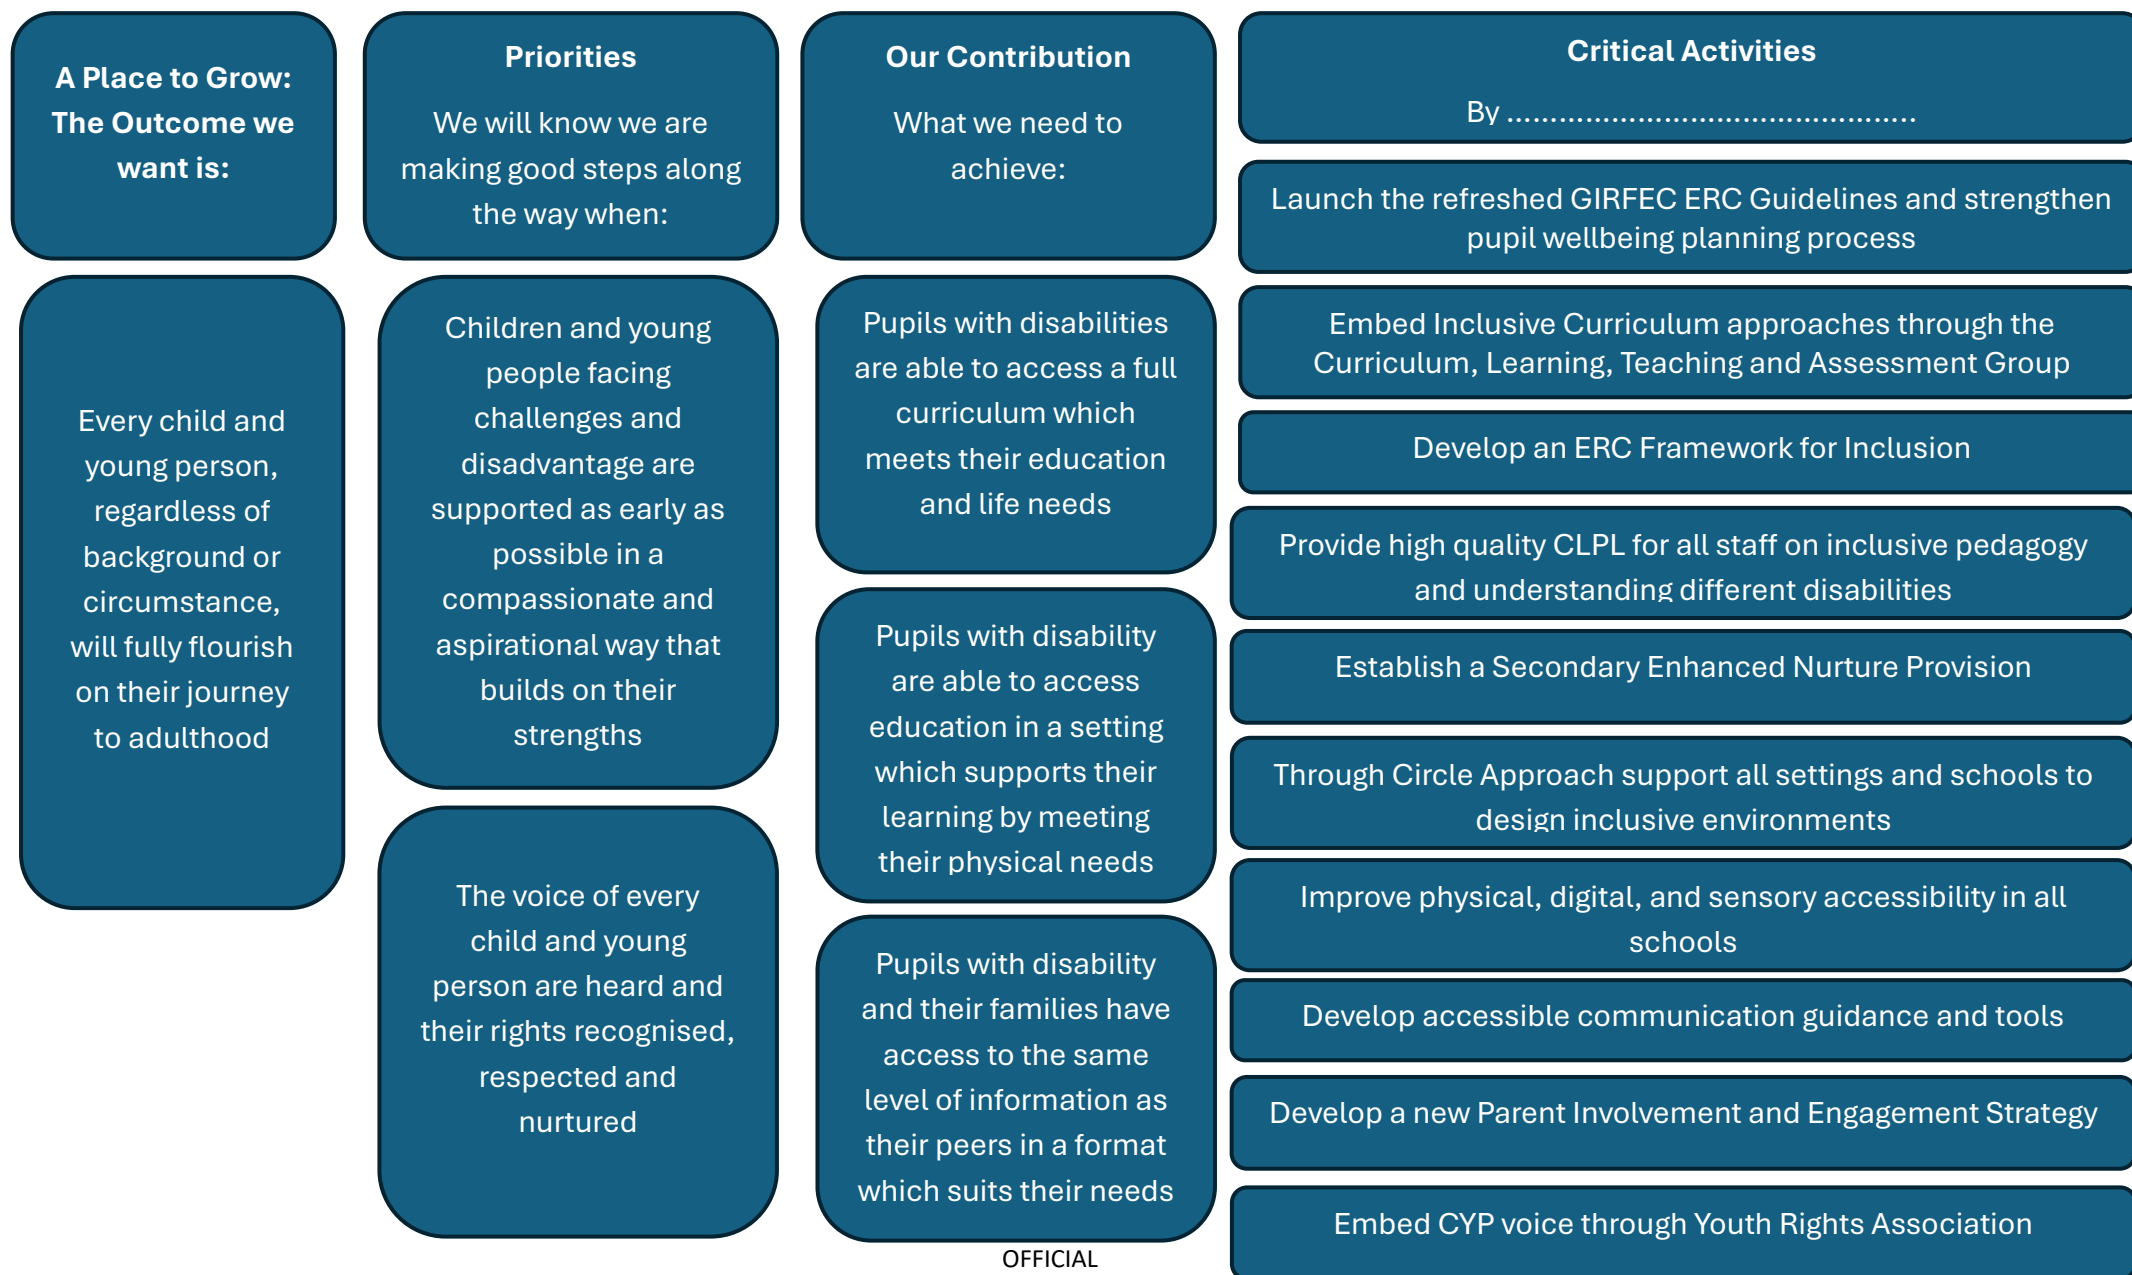 A Place to Grow:
The Outcome we
want is:
Every child and
young person,
regardless of
background or
circumstance,
will fully flourish
on their journey
to adulthood
Priorities
We will know we are
making good steps along
the way when:
Children and young
people facing
challenges and
disadvantage are
supported as early as
possible in a
compassionate and
aspirational way that
builds on their
strengths
The voice of every
child and young
person are heard and
their rights recognised,
respected and
nurtured
Our Contribution
What we need to
achieve:
Pupils with disabilities
are able to access a full
curriculum which
meets their education
and life needs
Pupils with disability
are able to access
education in a setting
which supports their
learning by meeting
their physical needs
Pupils with disability
and their families have
access to the same
level of information as
their peers in a format
which suits their needs
Critical Activities
By ……………………………………….
Launch the refreshed GIRFEC ERC Guidelines and strengthen
pupil wellbeing planning process
Embed Inclusive Curriculum approaches through the
Curriculum, Learning, Teaching and Assessment Group
Develop an ERC Framework for Inclusion
Provide high quality CLPL for all staff on inclusive pedagogy
and understanding different disabilities
Establish a Secondary Enhanced Nurture Provision
Through Circle Approach support all settings and schools to
design inclusive environments
Improve physical, digital, and sensory accessibility in all
schools
Develop accessible communication guidance and tools
Develop a new Parent Involvement and Engagement Strategy
Embed CYP voice through Youth Rights Association
OFFICIAL